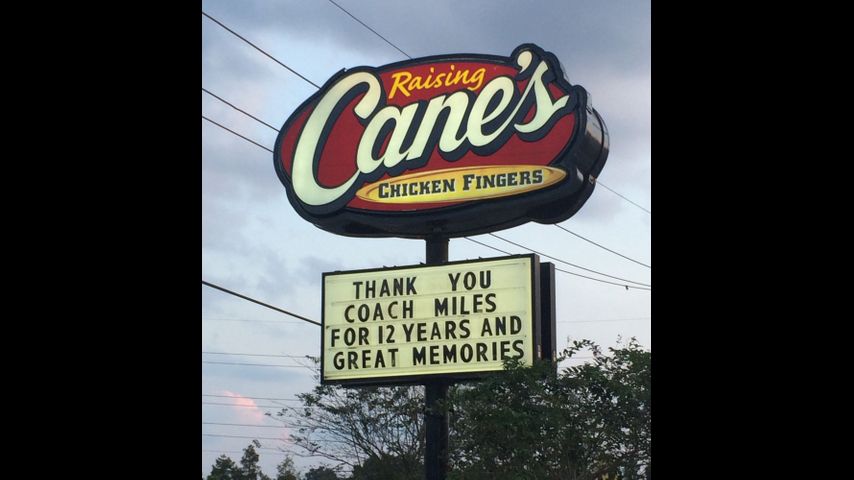 Raising
Cane's
CHICKEN FINGERS
THANK YOU
COACH MILES
FOR 12 YEARS AND
GREAT MEMORIES